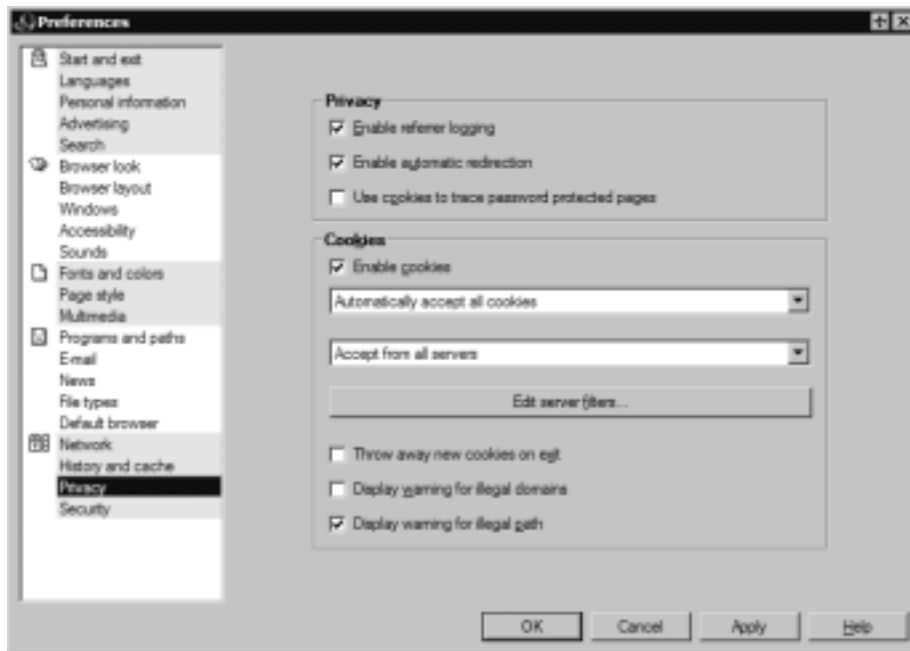 Preferences
Start and exit
Languages
Personal information
Advertising
Search
Browser look
Browser layout
Windows
Accessibility
Sounds
Fonts and colors
Page style
Multimedia
Programs and paths
E-mail
News
File types
Default browser
Network
History and cache
Privacy
Security
Privacy
Enable referrer logging
Enable automatic redirection
Use cookies to trace password protected pages
Cookies
Enable cookies
Automatically accept all cookies
Accept from all servers
Edit server filters...
Throw away new cookies on exit
Display warning for illegal domains
Display warning for illegal path
OK Cancel Apply Help